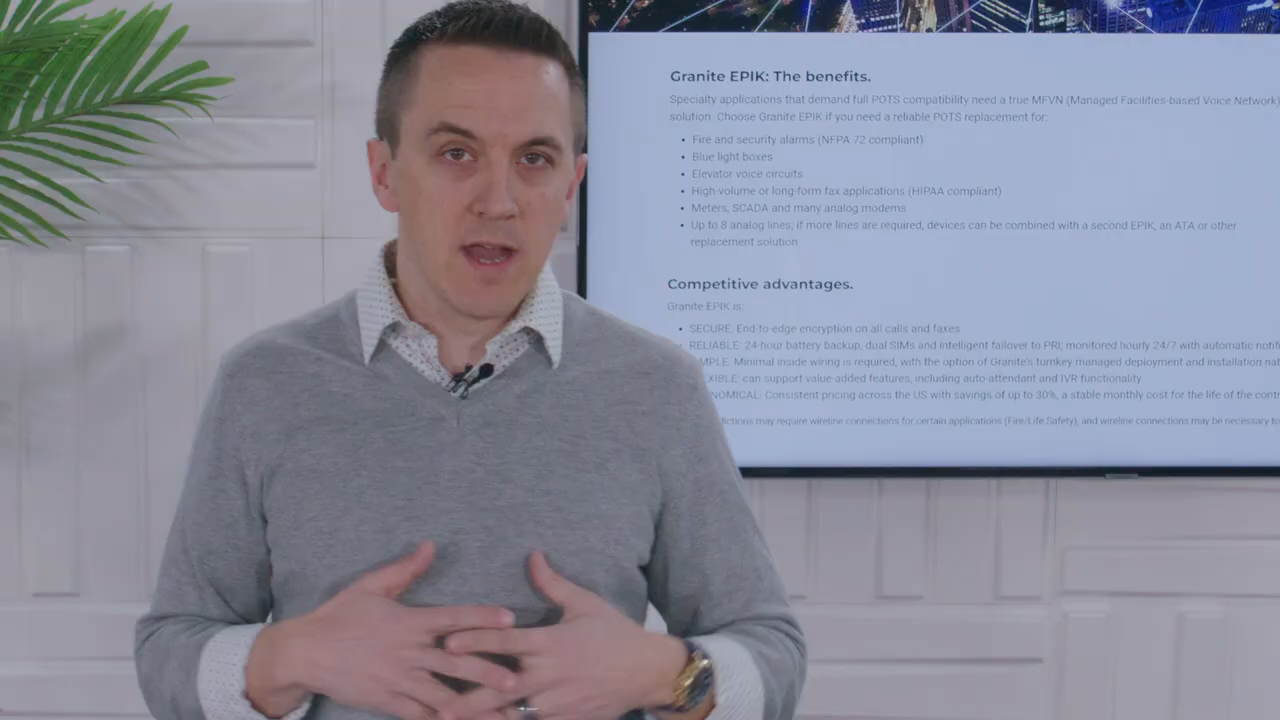 Granite EPIK: The benefits.
Specialty applications that demand full POTS compatibility need a true MFVN (Managed Facilities-based Voice Network)
solution. Choose Granite EPIK if you need a reliable POTS replacement for:
• Fire and security alarms (NFPA 72 compliant)
• Blue light boxes
• Elevator voice circuits
• High-volume or long-form fax applications (HIPAA compliant)
• Meters, SCADA and many analog modems
• Up to 8 analog lines; if more lines are required, devices can be combined with a second EPIK, an ATA or other
replacement solution
Competitive advantages.
Granite EPIK is:
• SECURE: End-to-edge encryption on all calls and faxes
• RELIABLE: 24-hour battery backup, dual SIMs and intelligent failover to PRI; monitored hourly 24/7 with automatic notifi
MPLE: Minimal inside wiring is required, with the option of Granite's turnkey managed deployment and installation nat
XIBLE: can support value-added features, including auto-attendant and IVR functionality
NOMICAL: Consistent pricing across the US with savings of up to 30%, a stable monthly cost for the life of the contr
dictions may require wireline connections for certain applications (Fire/Life Safety), and wireline connections may be necessary to